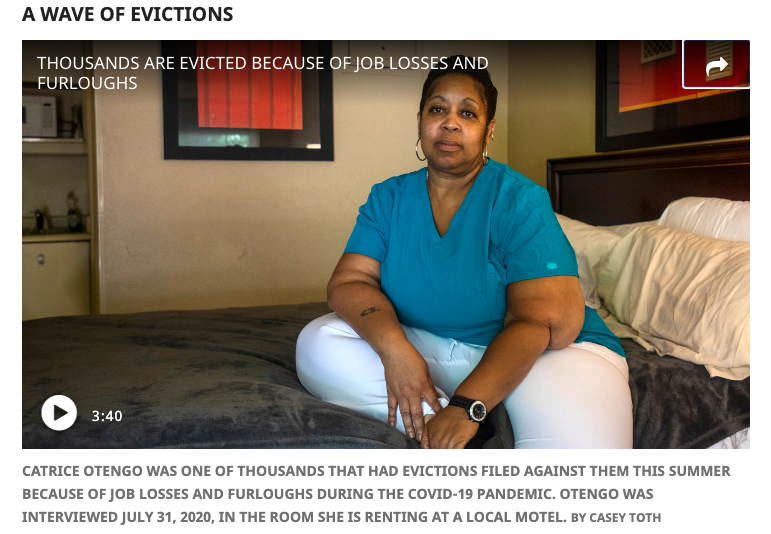 A WAVE OF EVICTIONS
THOUSANDS ARE EVICTED BECAUSE OF JOB LOSSES AND
FURLOUGHS
3:40
CATRICE OTENGO WAS ONE OF THOUSANDS THAT HAD EVICTIONS FILED AGAINST THEM THIS SUMMER
BECAUSE OF JOB LOSSES AND FURLOUGHS DURING THE COVID-19 PANDEMIC. OTENGO WAS
INTERVIEWED JULY 31, 2020, IN THE ROOM SHE IS RENTING AT A LOCAL MOTEL. BY CASEY TOTH